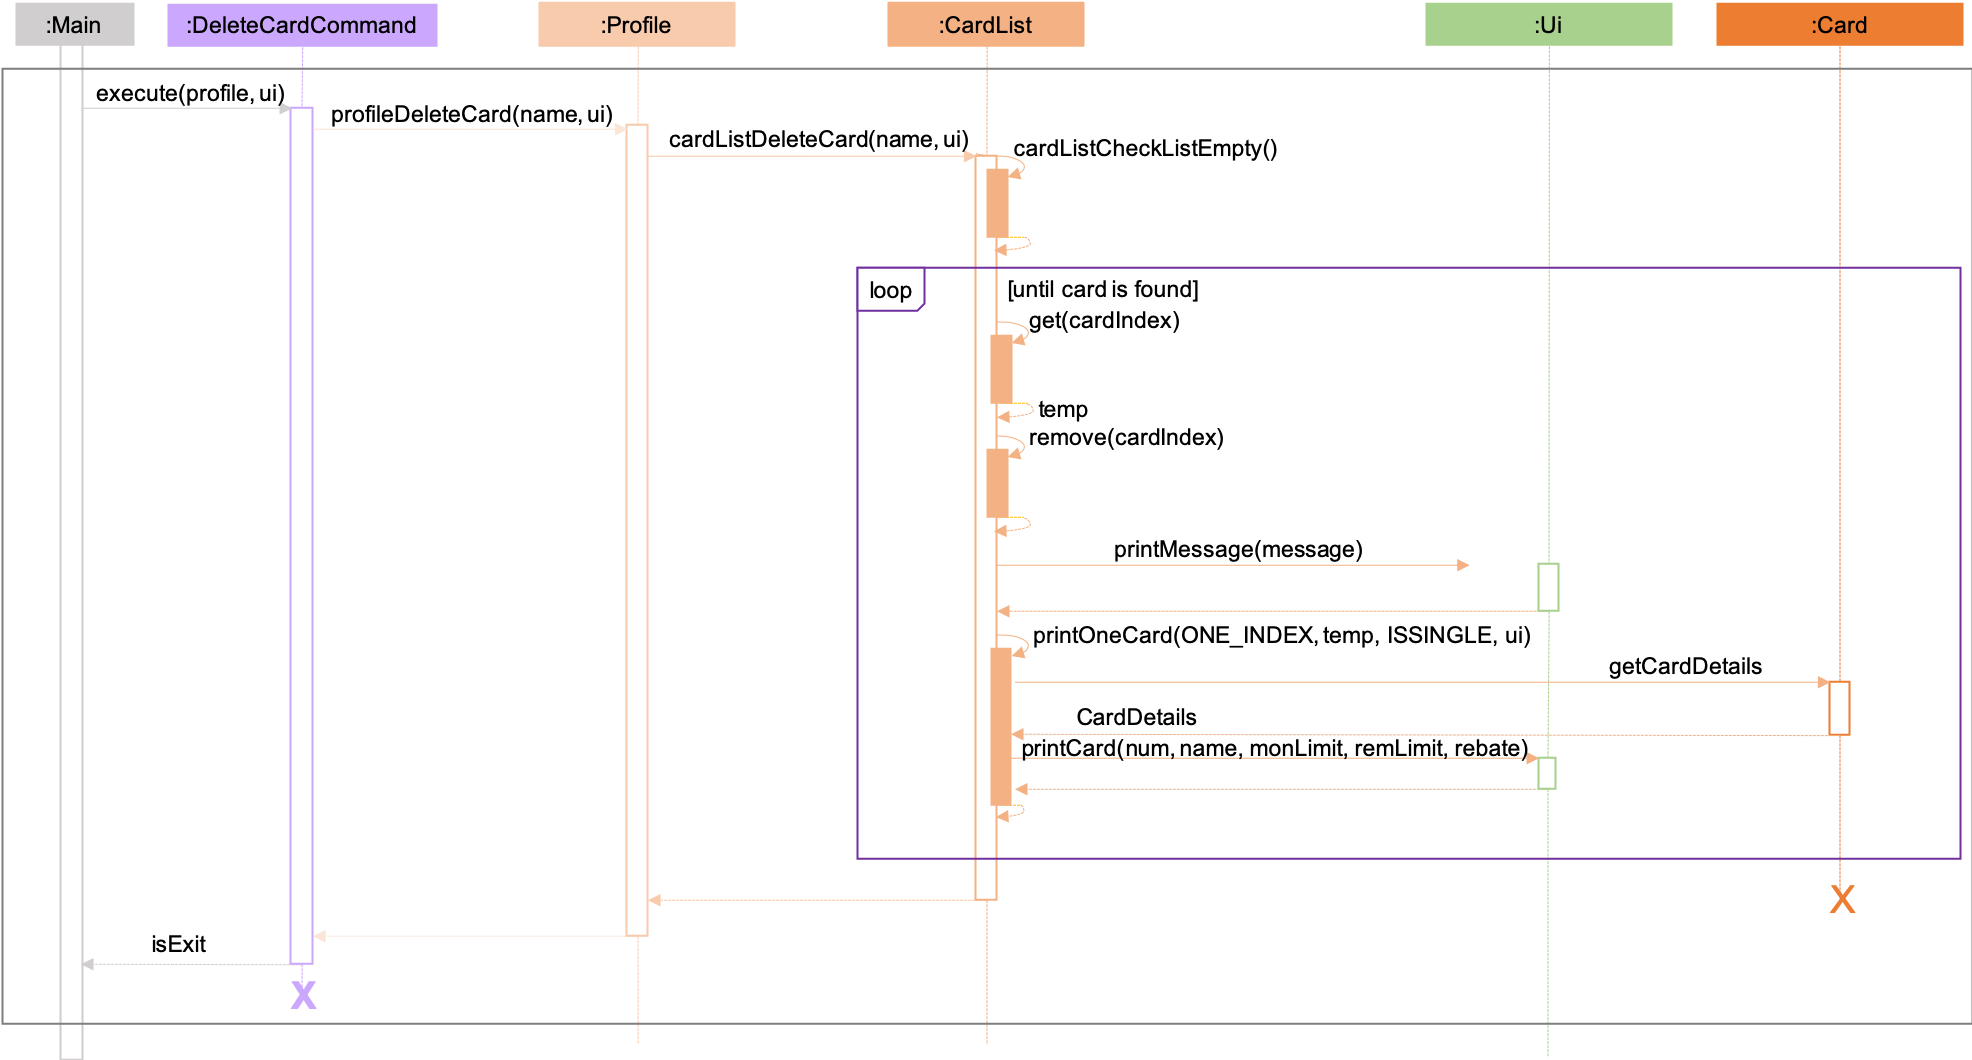 :Main
:DeleteCardCommand
:Profile
:CardList
:Ui
:Card
execute(profile, ui)
profileDeleteCard(name, ui)
cardListDeleteCard(name, ui)
cardListCheckListEmpty()
loop
[until card is found]
get(cardIndex)
temp
remove(cardIndex)
printMessage(message)
printOneCard(ONE_INDEX, temp, ISSINGLE, ui)
getCardDetails
CardDetails
printCard(num, name, monLimit, remLimit, rebate)
X
isExit
X